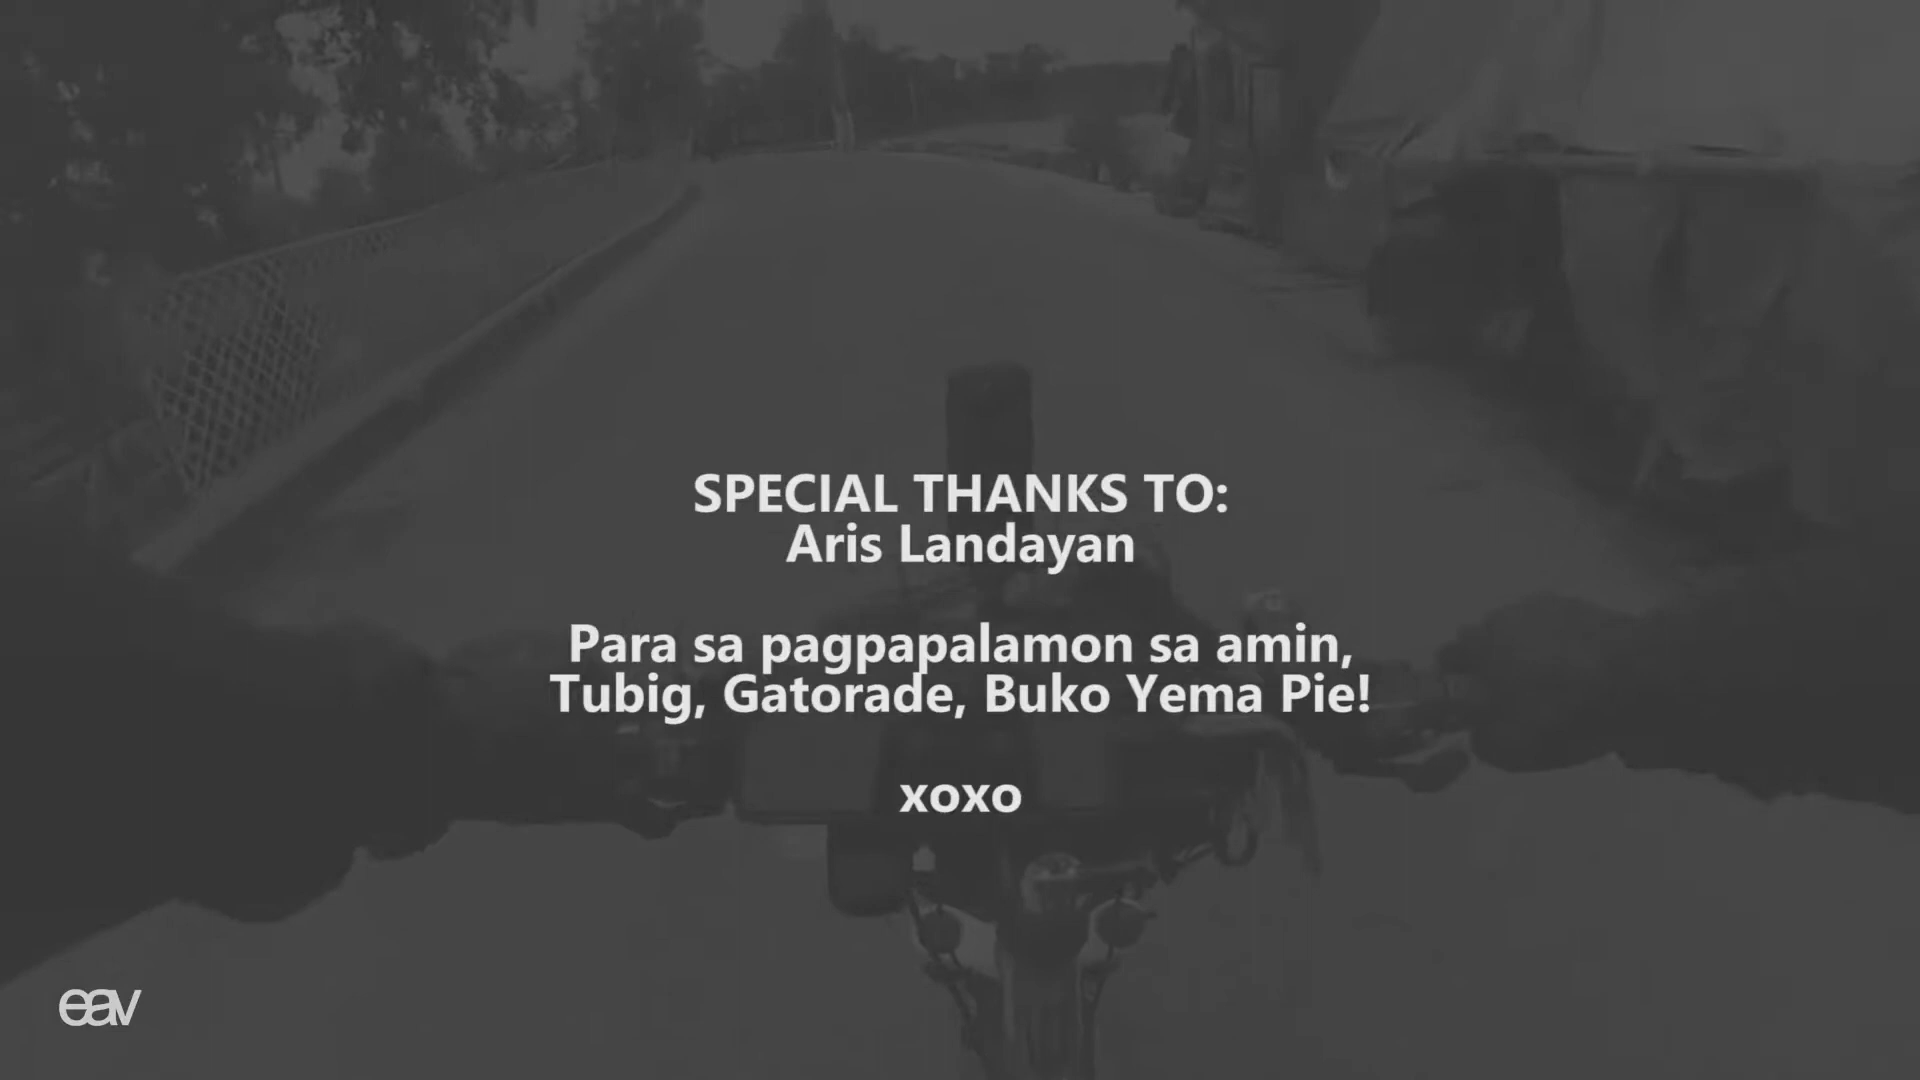 SPECIAL THANKS TO:
Aris Landayan
Para sa pagpapalamon sa amin,
Tubig, Gatorade, Buko Yema Pie!
xoxo
eav